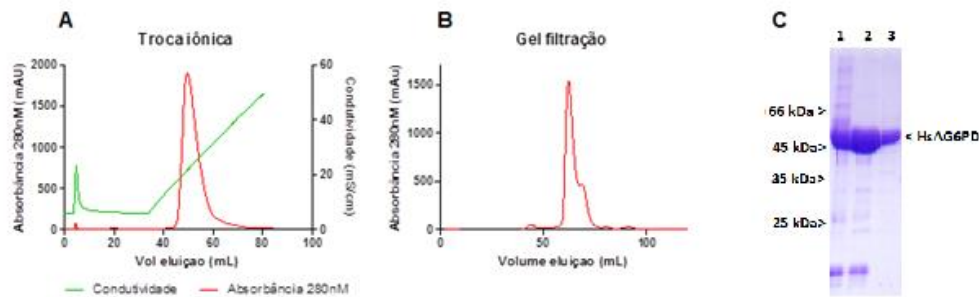 A
Troca iônica
Absorbância 280nM (mAU)
2000
1500
1000
500
0
0 20 40 60 80 100
Vol eluiçao (mL)
60
40
20
0
Condutividade (mS/cm)
Condutividade Absorbância 280nM
B
Gel filtração
Absorbância 280nM (mAu)
1500
1000
500
0
50 100
Volume eluiçao (mL)
C
1 2 3
66 kDa >
45 kDa>
35 kDa>
25 kDa>
< HsΔG6PD